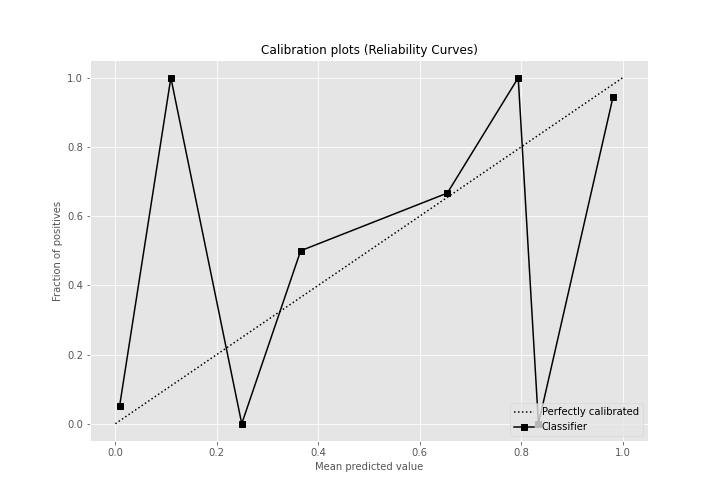 Calibration plots (Reliability Curves)
1.0
0.8
0.6
0.4
0.2
0.0
Fraction of positives
Perfectly calibrated
Classifier
0.0 0.2 0.4 0.6 0.8 1.0
Mean predicted value